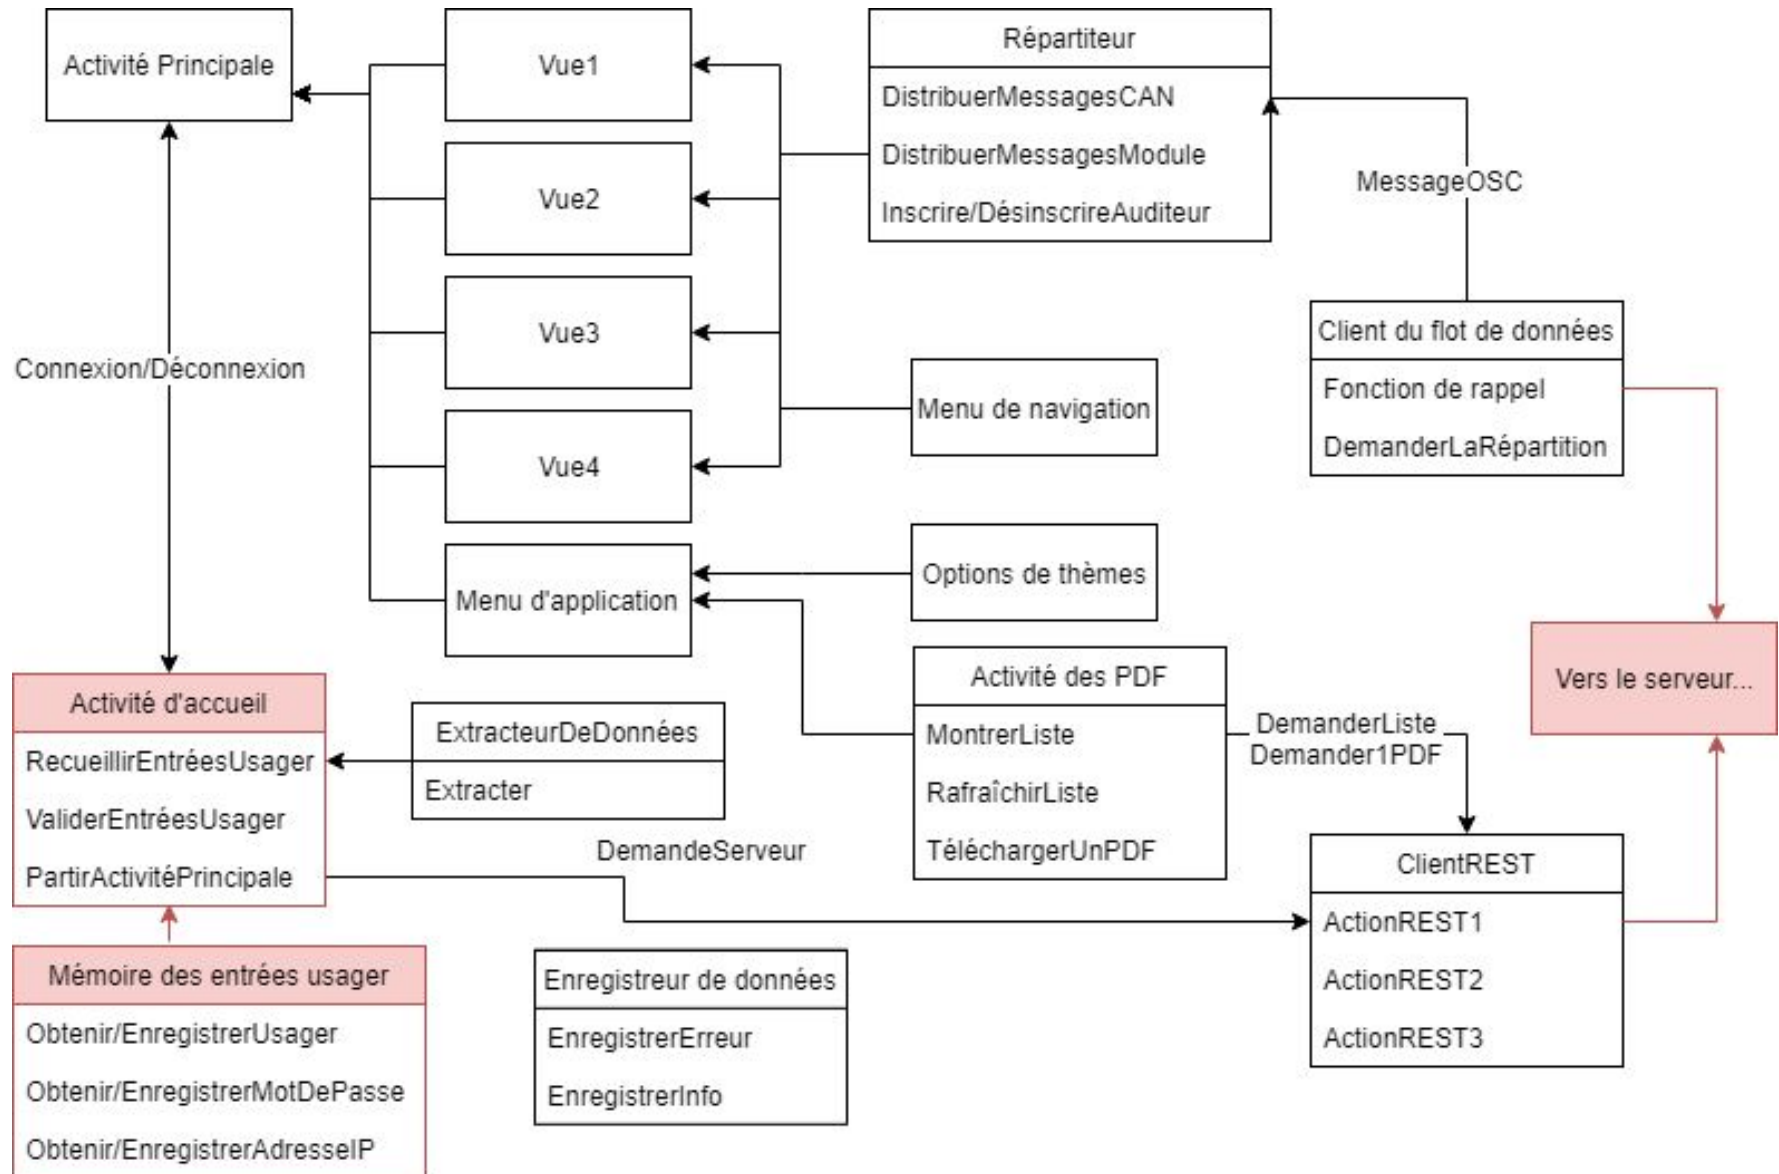 Activité Principale
Vue1
Vue2
Vue3
Vue4
Menu d'application
Répartiteur
DistribuerMessagesCAN
DistribuerMessagesModule
Inscrire/DésinscrireAuditeur
MessageOSC
Client du flot de données
Fonction de rappel
DemanderLaRépartition
Connexion/Déconnexion
Menu de navigation
Options de thèmes
Vers le serveur...
Activité d'accueil
RecueillirEntréesUsager
ValiderEntréesUsager
PartirActivitéPrincipale
ExtracteurDeDonnées
Extracter
Activité des PDF
MontrerListe
RafraîchirListe
TéléchargerUnPDF
DemanderListe
Demander1PDF
DemandeServeur
ClientREST
ActionREST1
ActionREST2
ActionREST3
Mémoire des entrées usager
Obtenir/EnregistrerUsager
Obtenir/EnregistrerMotDePasse
Obtenir/EnregistrerAdresseIP
Enregistreur de données
EnregistrerErreur
EnregistrerInfo